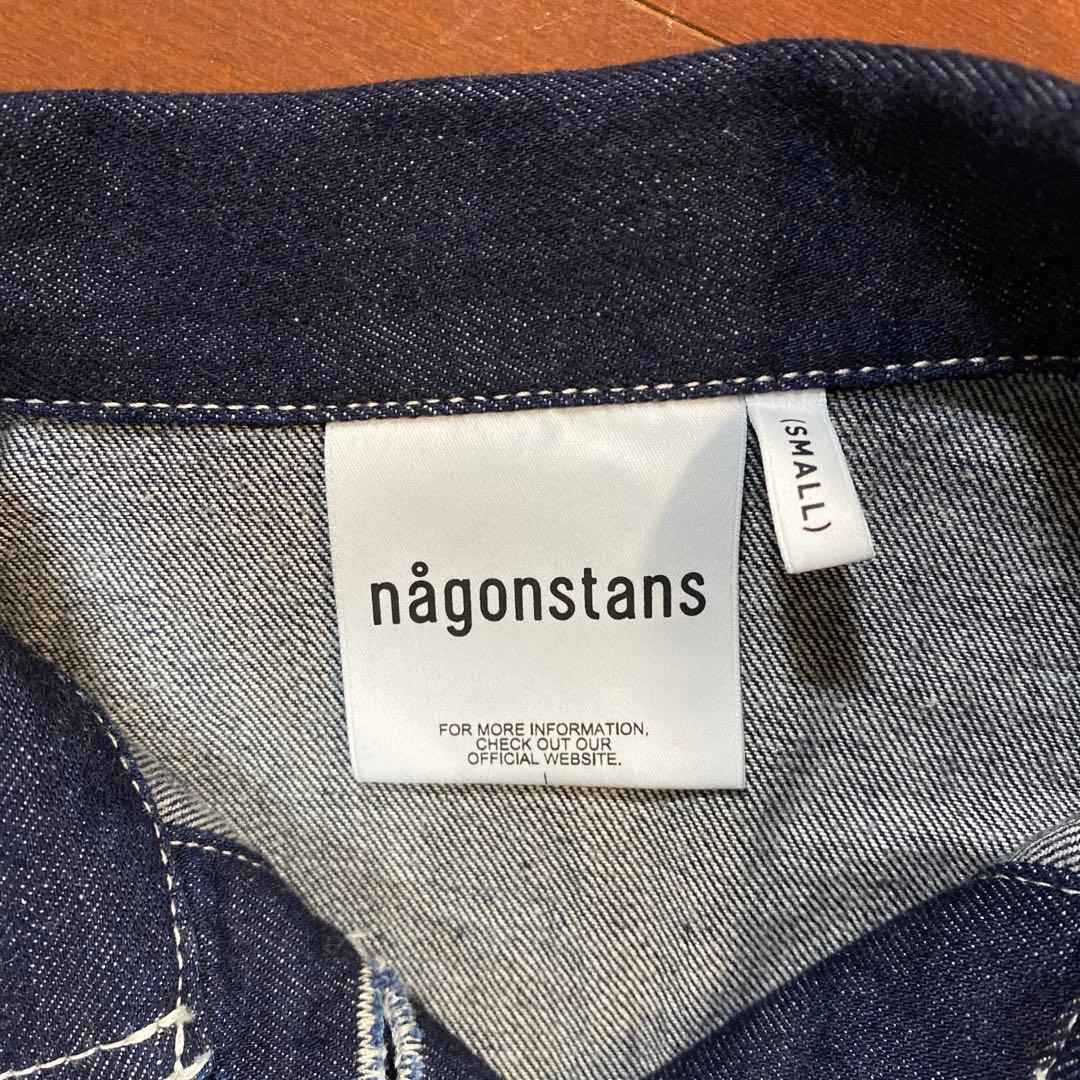 (SMALL)
någonstans
FOR MORE INFORMATION,
CHECK OUT OUR
OFFICIAL WEBSITE.